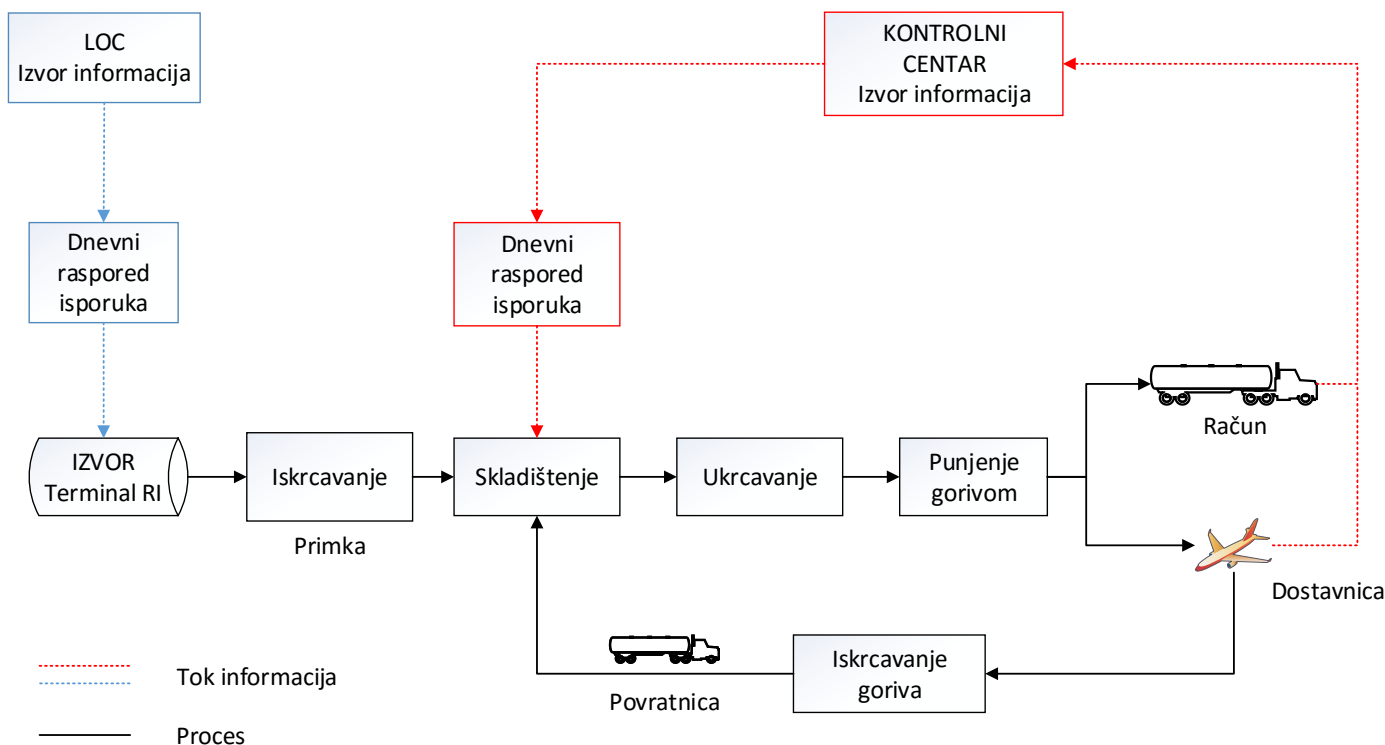 LOC
Izvor informacija
KONTROLNI
CENTAR
Izvor informacija
Dnevni
raspored
isporuka
Dnevni
raspored
isporuka
Račun
IZVOR
Terminal RI
Iskrcavanje
Skladištenje
Ukrcavanje
Punjenje
gorivom
Primka
Dostavnica
Iskrcavanje
goriva
Povratnica
Tok informacija
Proces